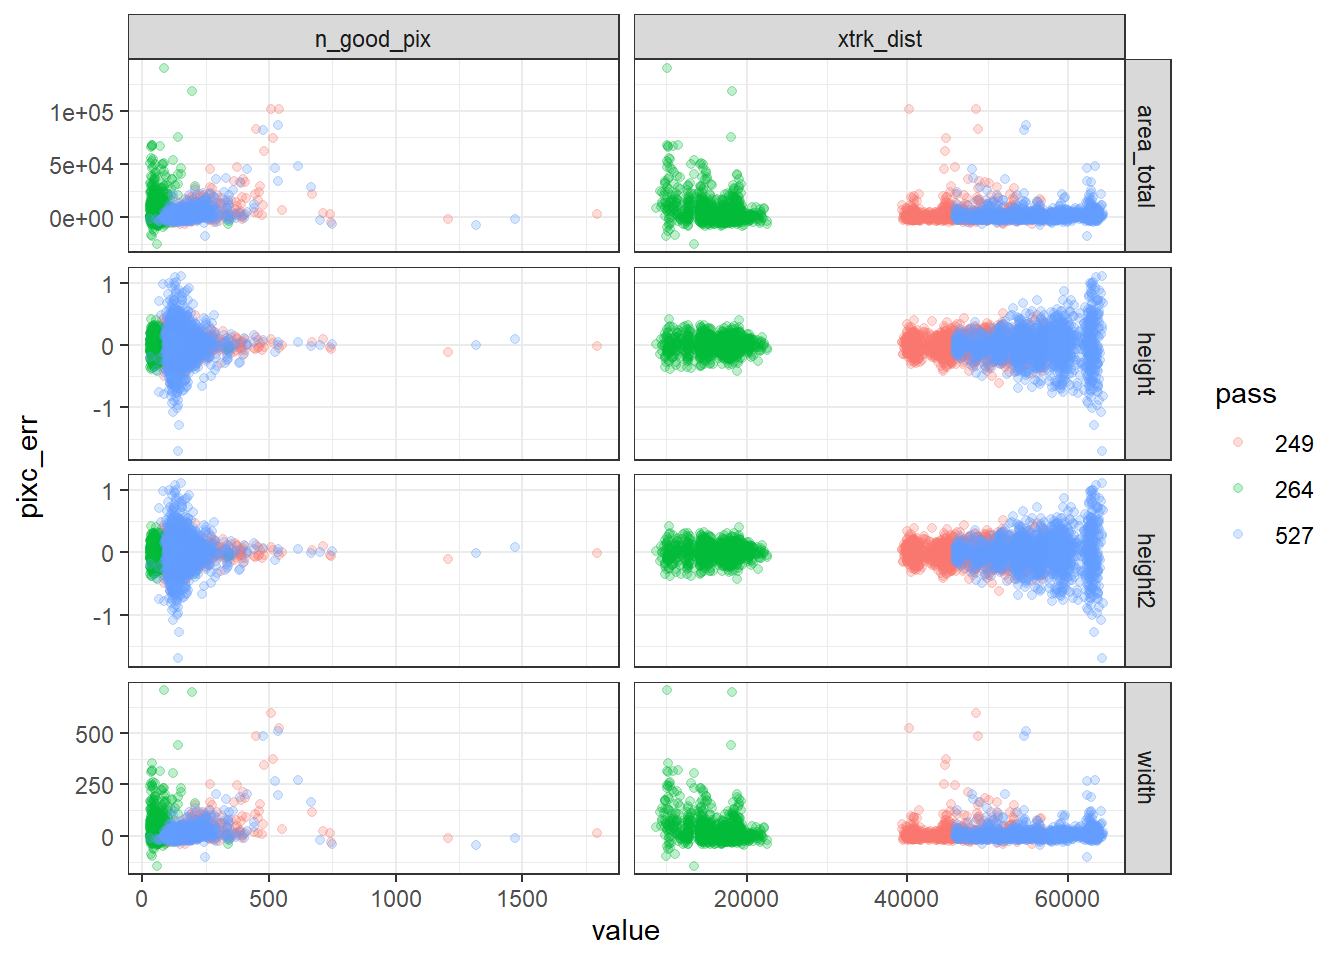 n_good_pix
xtrk_dist
1e+05
5e+04
0e+00
area_total
1
0
-1
height
1
0
-1
height2
500
250
0
width
0
500
1000
1500
20000
40000
60000
value
pixc_err
pass
249
264
527